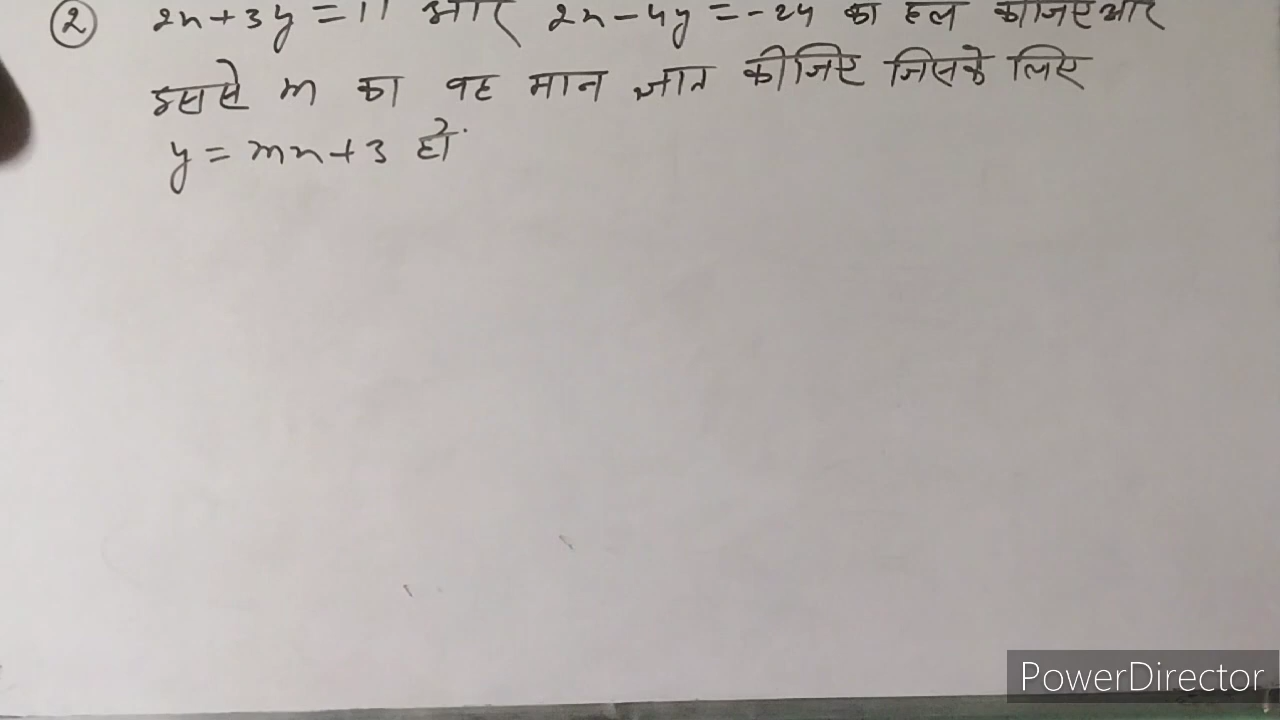 ② 2x+3y=11 और 2x-4y=-24 का हल कीजिए और
इससे m का वह मान ज्ञात कीजिए जिसके लिए
y=mx+3 हो
PowerDirector